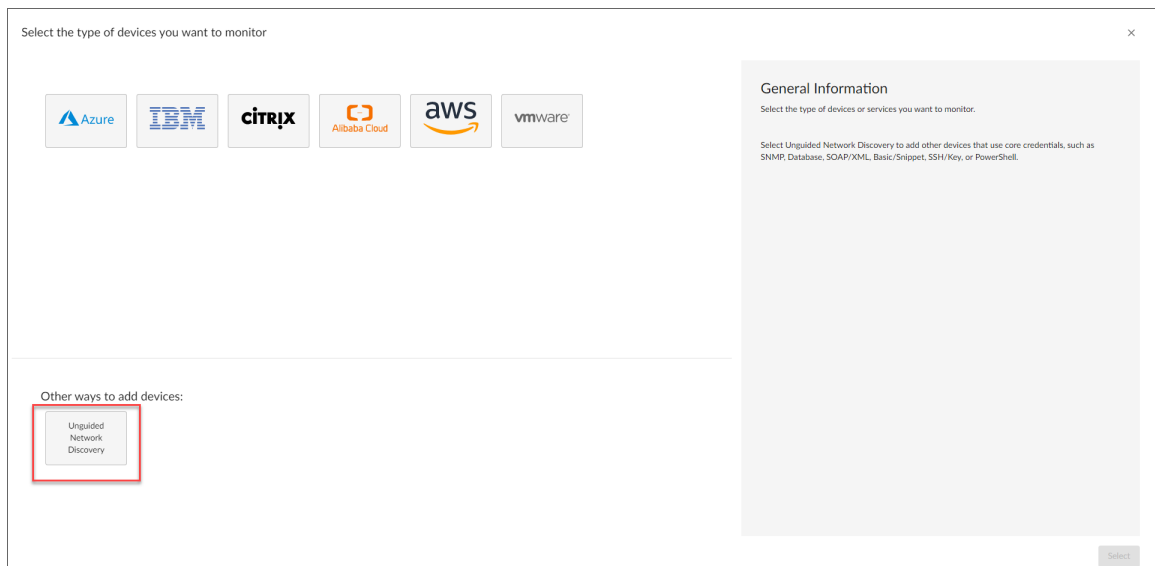 Select the type of devices you want to monitor
×
Azure
IBM
CİTRIX
Alibaba Cloud
aws
vmware
General Information
Select the type of devices or services you want to monitor.
Select Unguided Network Discovery to add other devices that use core credentials, such as
SNMP, Database, SOAP/XML, Basic/Snippet, SSH/Key, or PowerShell.
Other ways to add devices:
Unguided
Network
Discovery
Select